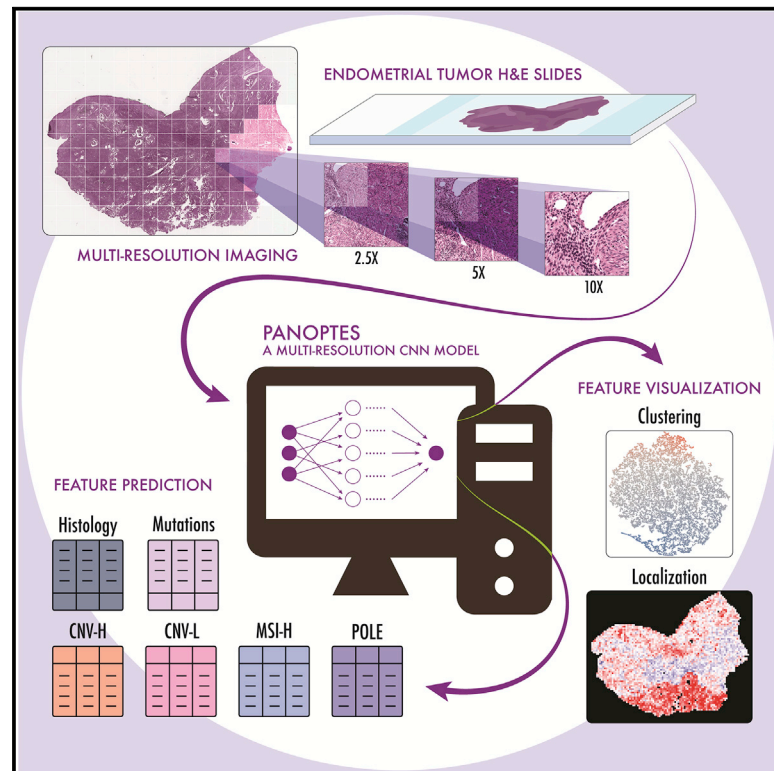 ENDOMETRIAL TUMOR H&E SLIDES
MULTI-RESOLUTION IMAGING
2.5X
5X
10X
PANOPTES
A MULTI-RESOLUTION CNN MODEL
FEATURE VISUALIZATION
Clustering
Localization
FEATURE PREDICTION
Histology
Mutations
CNV-H
CNV-L
MSI-H
POLE